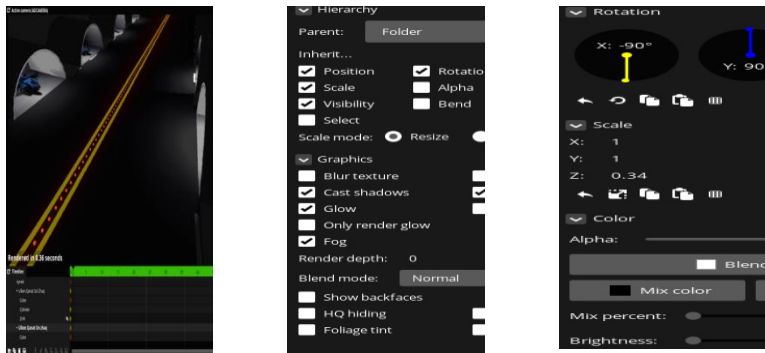 Active camera
Rendered in 0.36 seconds
Timeline
Hierarchy
Parent: Folder
Inherit...
Position Rotatio
Scale Alpha
Visibility Bend
Select
Scale mode: Resize
Graphics
Blur texture
Cast shadows
Glow
Only render glow
Fog
Render depth: 0
Blend mode: Normal
Show backfaces
HQ hiding
Foliage tint
Rotation
X: -90°
Y: 90
Scale
X: 1
Y: 1
Z: 0.34
Color
Alpha:
Blend
Mix color
Mix percent:
Brightness: